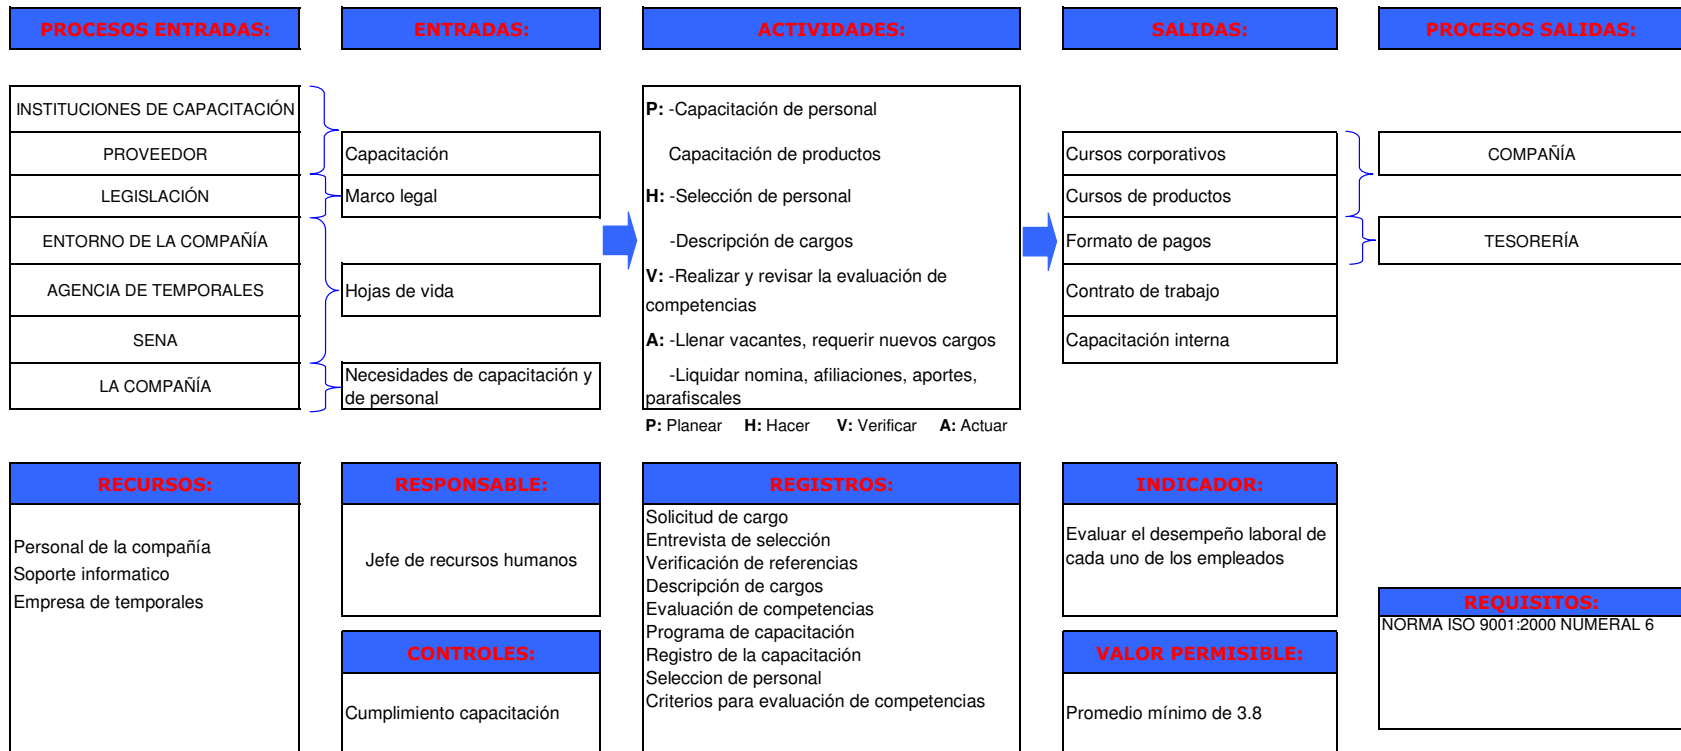 PROCESOS ENTRADAS:
ENTRADAS:
ACTIVIDADES:
SALIDAS:
PROCESOS SALIDAS:
INSTITUCIONES DE CAPACITACIÓN
PROVEEDOR
LEGISLACIÓN
ENTORNO DE LA COMPAÑÍA
AGENCIA DE TEMPORALES
SENA
LA COMPAÑÍA
Capacitación
Marco legal
Hojas de vida
Necesidades de capacitación y
de personal
P: -Capacitación de personal
Capacitación de productos
H: -Selección de personal
-Descripción de cargos
V: -Realizar y revisar la evaluación de
competencias
A: -Llenar vacantes, requerir nuevos cargos
-Liquidar nomina, afiliaciones, aportes,
parafiscales
P: Planear H: Hacer V: Verificar A: Actuar
Cursos corporativos
Cursos de productos
Formato de pagos
Contrato de trabajo
Capacitación interna
COMPAÑÍA
TESORERÍA
RECURSOS:
Personal de la compañía
Soporte informatico
Empresa de temporales
RESPONSABLE:
Jefe de recursos humanos
CONTROLES:
Cumplimiento capacitación
REGISTROS:
Solicitud de cargo
Entrevista de selección
Verificación de referencias
Descripción de cargos
Evaluación de competencias
Programa de capacitación
Registro de la capacitación
Seleccion de personal
Criterios para evaluación de competencias
INDICADOR:
Evaluar el desempeño laboral de
cada uno de los empleados
VALOR PERMISIBLE:
Promedio mínimo de 3.8
REQUISITOS:
NORMA ISO 9001:2000 NUMERAL 6